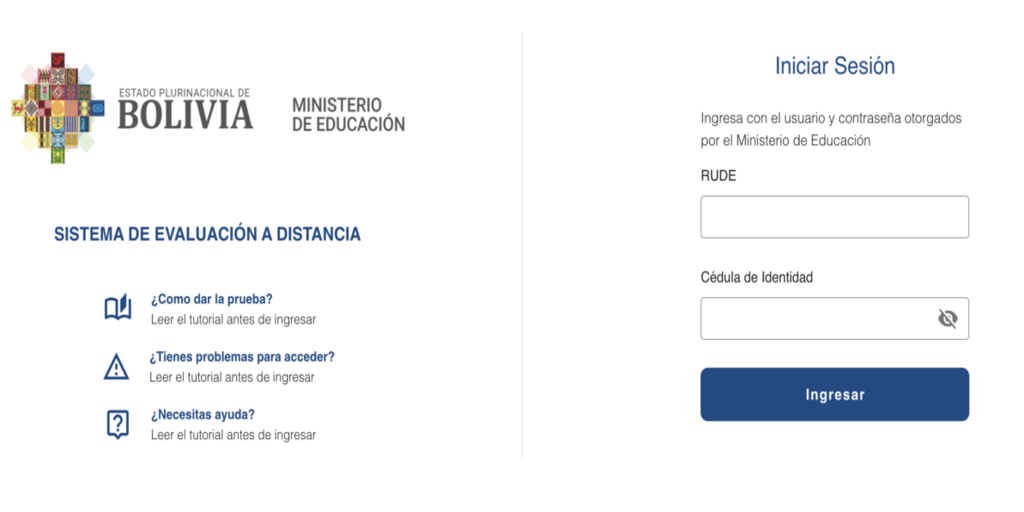 ESTADO PLURINACIONAL DE
BOLIVIA
MINISTERIO
DE EDUCACIÓN
SISTEMA DE EVALUACIÓN A DISTANCIA
¿Como dar la prueba?
Leer el tutorial antes de ingresar
¿Tienes problemas para acceder?
Leer el tutorial antes de ingresar
¿Necesitas ayuda?
Leer el tutorial antes de ingresar
Iniciar Sesión
Ingresa con el usuario y contraseña otorgados
por el Ministerio de Educación
RUDE
Cédula de Identidad
Ingresar